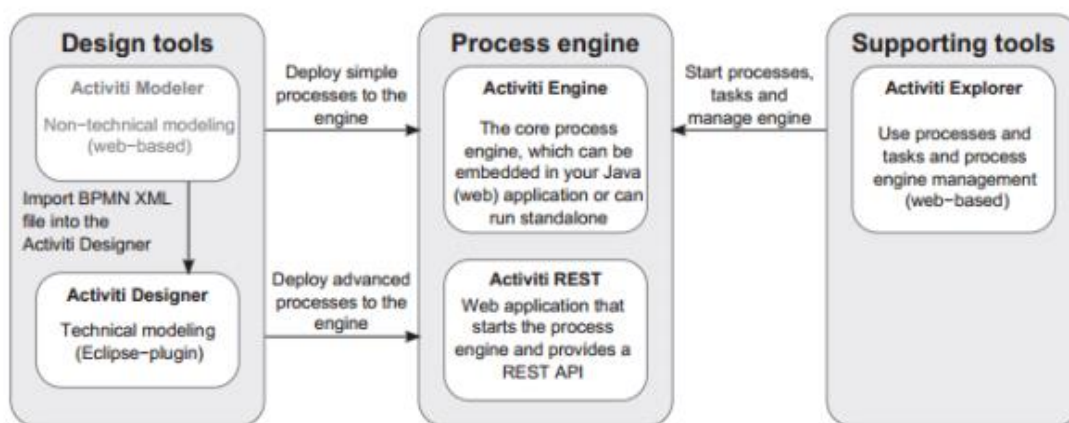 Design tools
Activiti Modeler
Non-technical modeling
(web-based)
Import BPMN XML
file into the
Activiti Designer
Activiti Designer
Technical modeling
(Eclipse-plugin)
Deploy simple
processes to the
engine
Deploy advanced
processes to the
engine
Process engine
Activiti Engine
The core process
engine, which can be
embedded in your Java
(web) application or can
run standalone
Activiti REST
Web application that
starts the process
engine and provides a
REST API
Start processes,
tasks and
manage engine
Supporting tools
Activiti Explorer
Use processes and
tasks and process
engine management
(web-based)